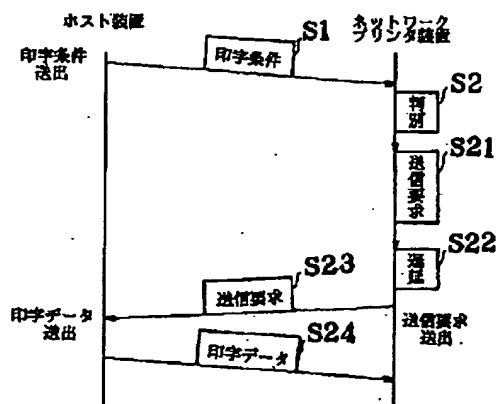 ホスト装置
ネットワーク
プリンタ装置
S1
印字条件
送出
印字条件
S2
判別
S21
送信要求
S22
遅延
S23
送信要求
印字データ
送出
送信要求
送出
S24
印字データ